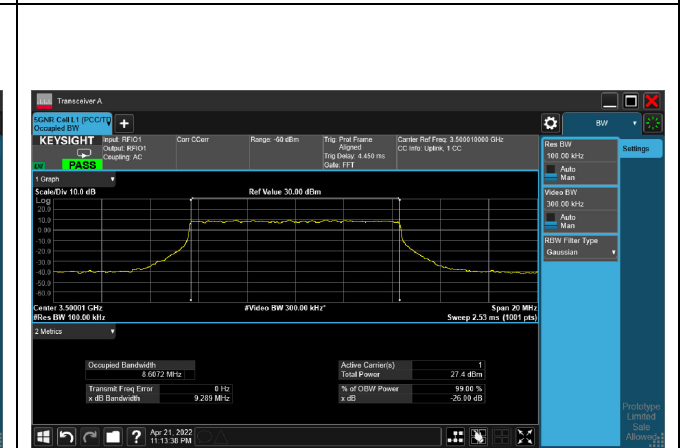 Transceiver A
5GNR Call L1 (PCC/TD
Occupied BW
KEYSIGHT
PASS
Input: RFIO1
Output: RFIO1
Coupling: AC
Corr CCorr
Range: -60 dBm
Trig: Prot Frame
Aligned
Trig Delay: 4.450 ms
Gate: FFT
Carrier Ref Freq: 3.500010000 GHz
CC Info: Uplink, 1 CC
1 Graph
Scale/Div 10.0 dB
Ref Value 30.00 dBm
Log
20.0
10.0
0.00
-10.0
-20.0
-30.0
-40.0
-50.0
-60.0
Center 3.50001 GHz
#Video BW 300.00 kHz*
Span 20 MHz
#Res BW 100.00 kHz
Sweep 2.53 ms (1001 pts)
2 Metrics
Occupied Bandwidth
8.6072 MHz
Transmit Freq Error 0 Hz
x dB Bandwidth 9.289 MHz
Active Carrier(s) 1
Total Power 27.4 dBm
% of OBW Power 99.00 %
x dB -26.00 dB
Apr 21, 2022
11:13:38 PM
BW
Settings
Res BW
100.00 kHz
Auto
Man
Video BW
300.00 kHz
Auto
Man
RBW Filter Type
Gaussian
Prototype
Limited
Sale
Allowed